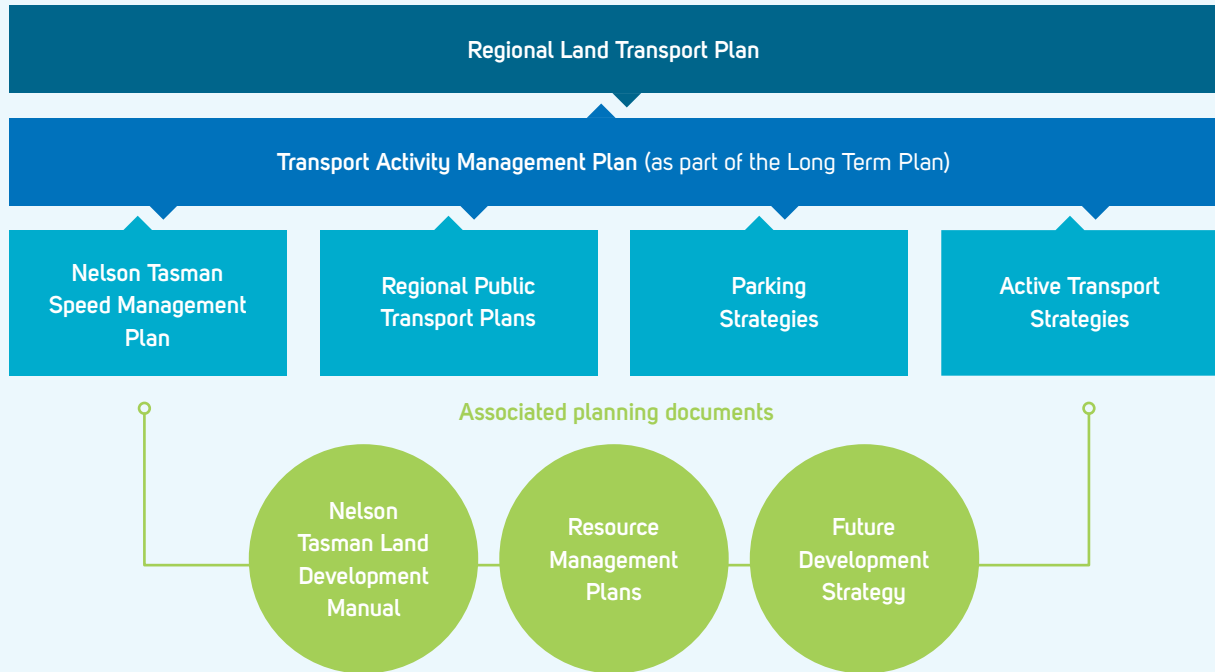 Regional Land Transport Plan
Transport Activity Management Plan (as part of the Long Term Plan)
Nelson Tasman
Speed Management
Plan
Regional Public
Transport Plans
Parking
Strategies
Active Transport
Strategies
Associated planning documents
Nelson
Tasman Land
Development
Manual
Resource
Management
Plans
Future
Development
Strategy